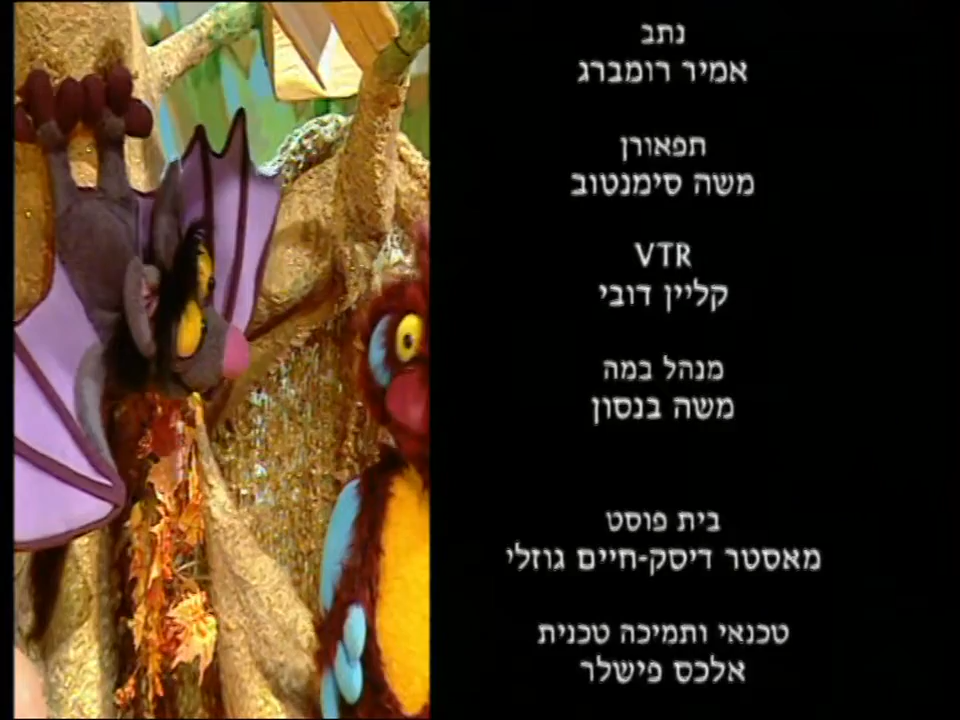 נתב
אמיר רומברג
תפאורן
משה סימנטוב
VTR
קליין דובי
מנהל במה
משה בנסון
בית פוסט
מאסטר דיסק-חיים גוזלי
טכנאי ותמיכה טכנית
אלכס פישלר